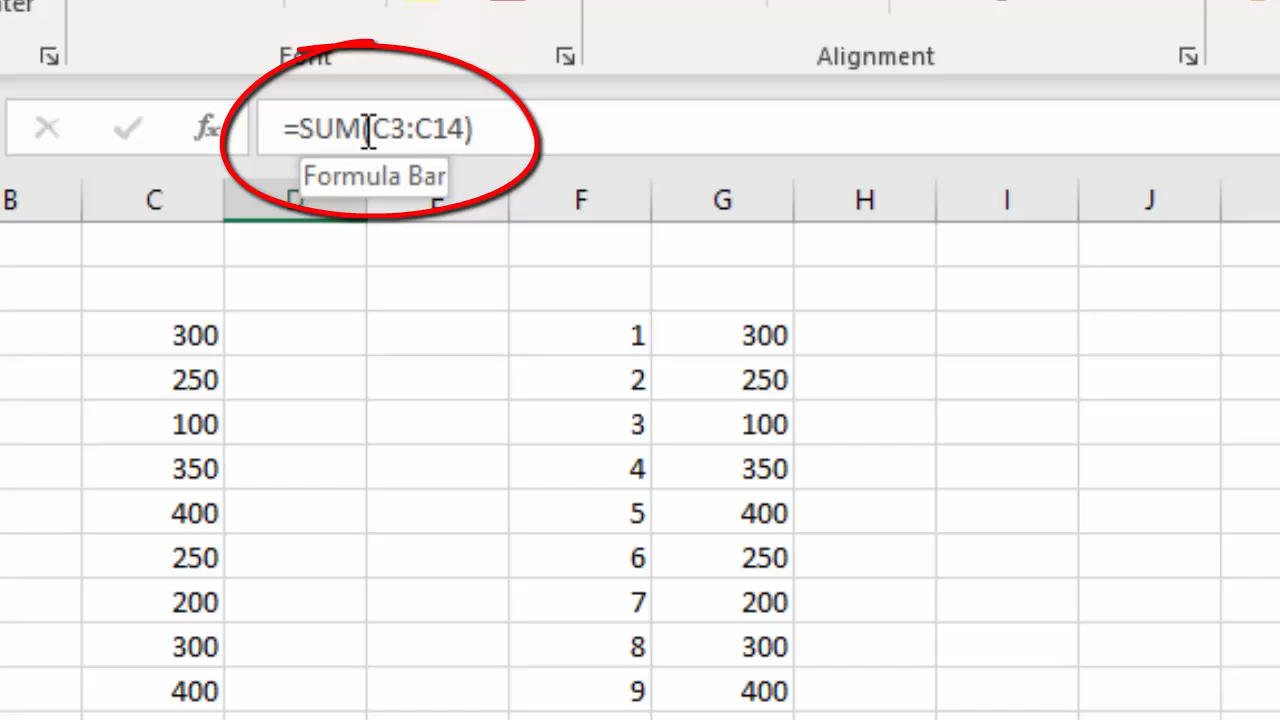 Font Alignment
fx =SUM(C3:C14)
Formula Bar
B C D E F G H I J
300 1 300
250 2 250
100 3 100
350 4 350
400 5 400
250 6 250
200 7 200
300 8 300
400 9 400